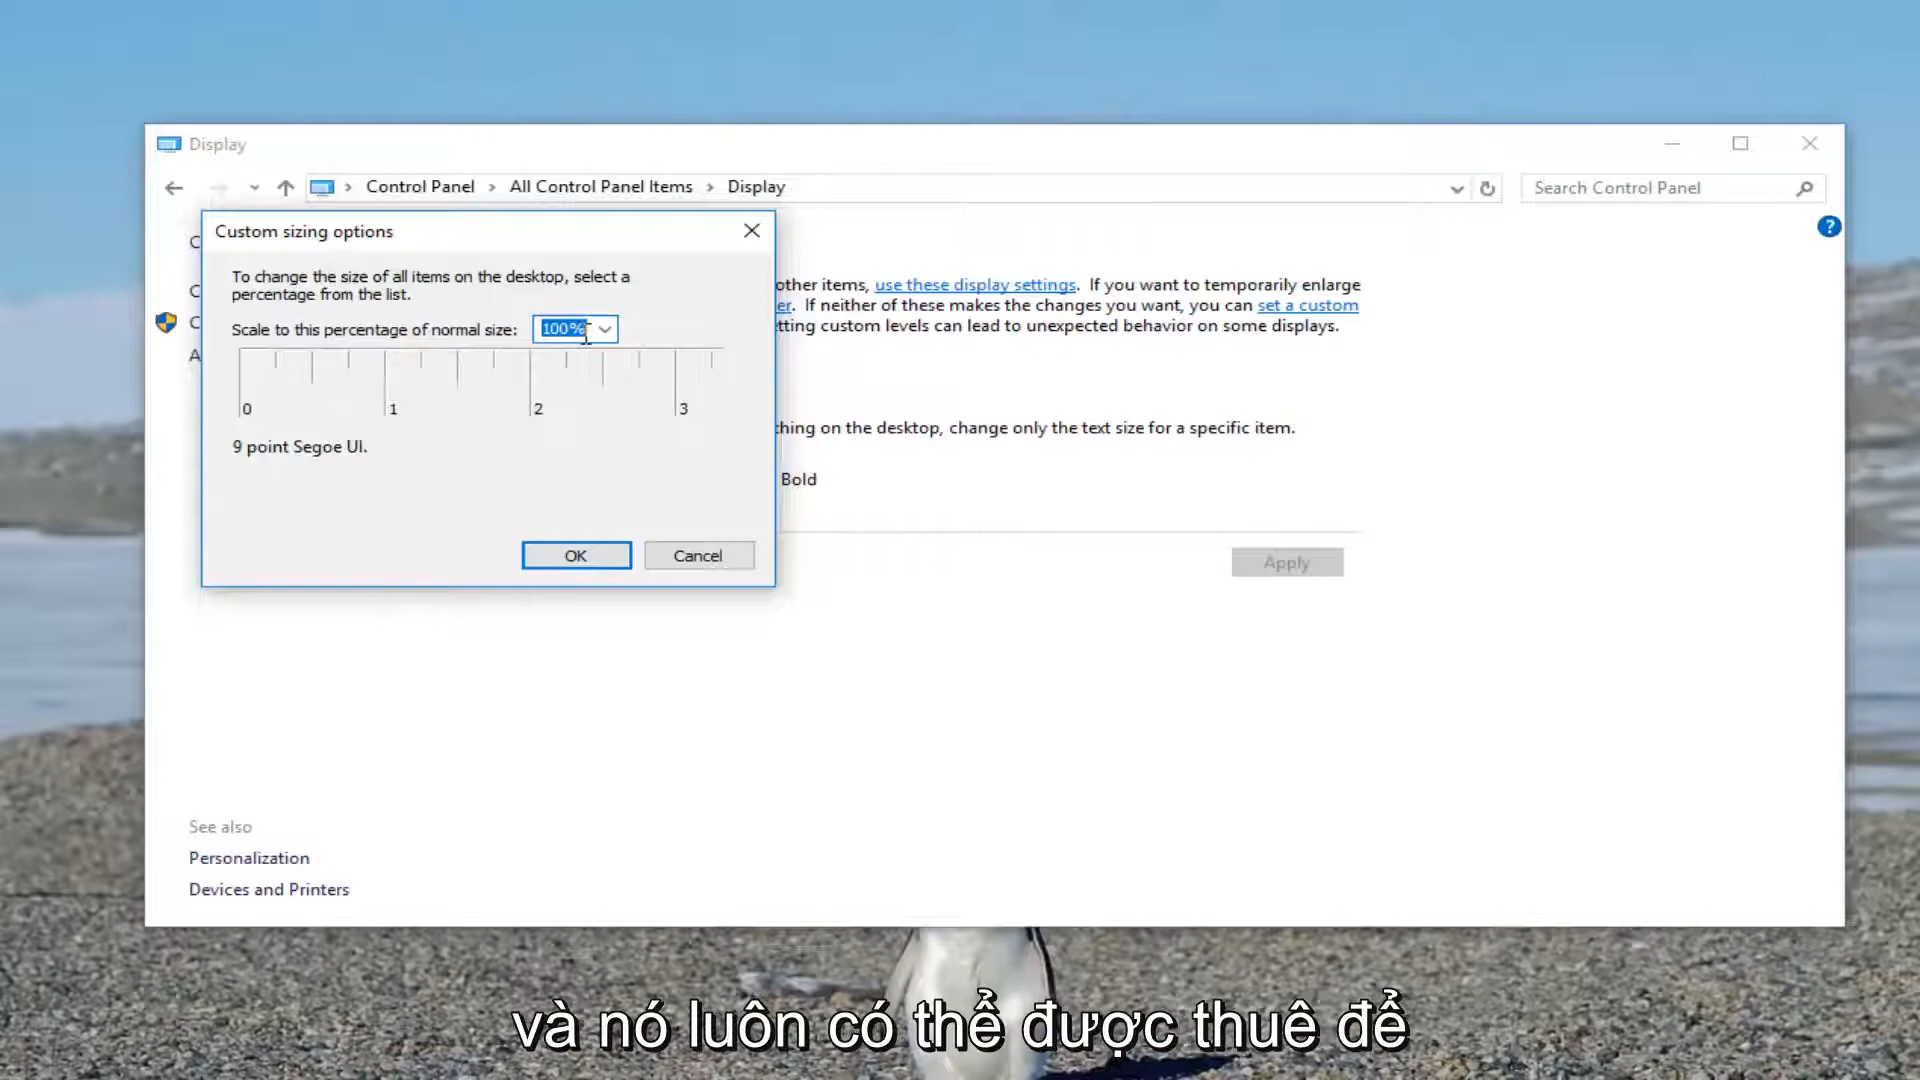 Display
Control Panel > All Control Panel Items > Display
Search Control Panel
Custom sizing options
To change the size of all items on the desktop, select a
percentage from the list.
Scale to this percentage of normal size: 100%
0 1 2 3
9 point Segoe UI.
OK Cancel
other items, use these display settings. If you want to temporarily enlarge
If neither of these makes the changes you want, you can set a custom
custom levels can lead to unexpected behavior on some displays.
on the desktop, change only the text size for a specific item.
Bold
Apply
See also
Personalization
Devices and Printers
và nó luôn có thể được thuê để